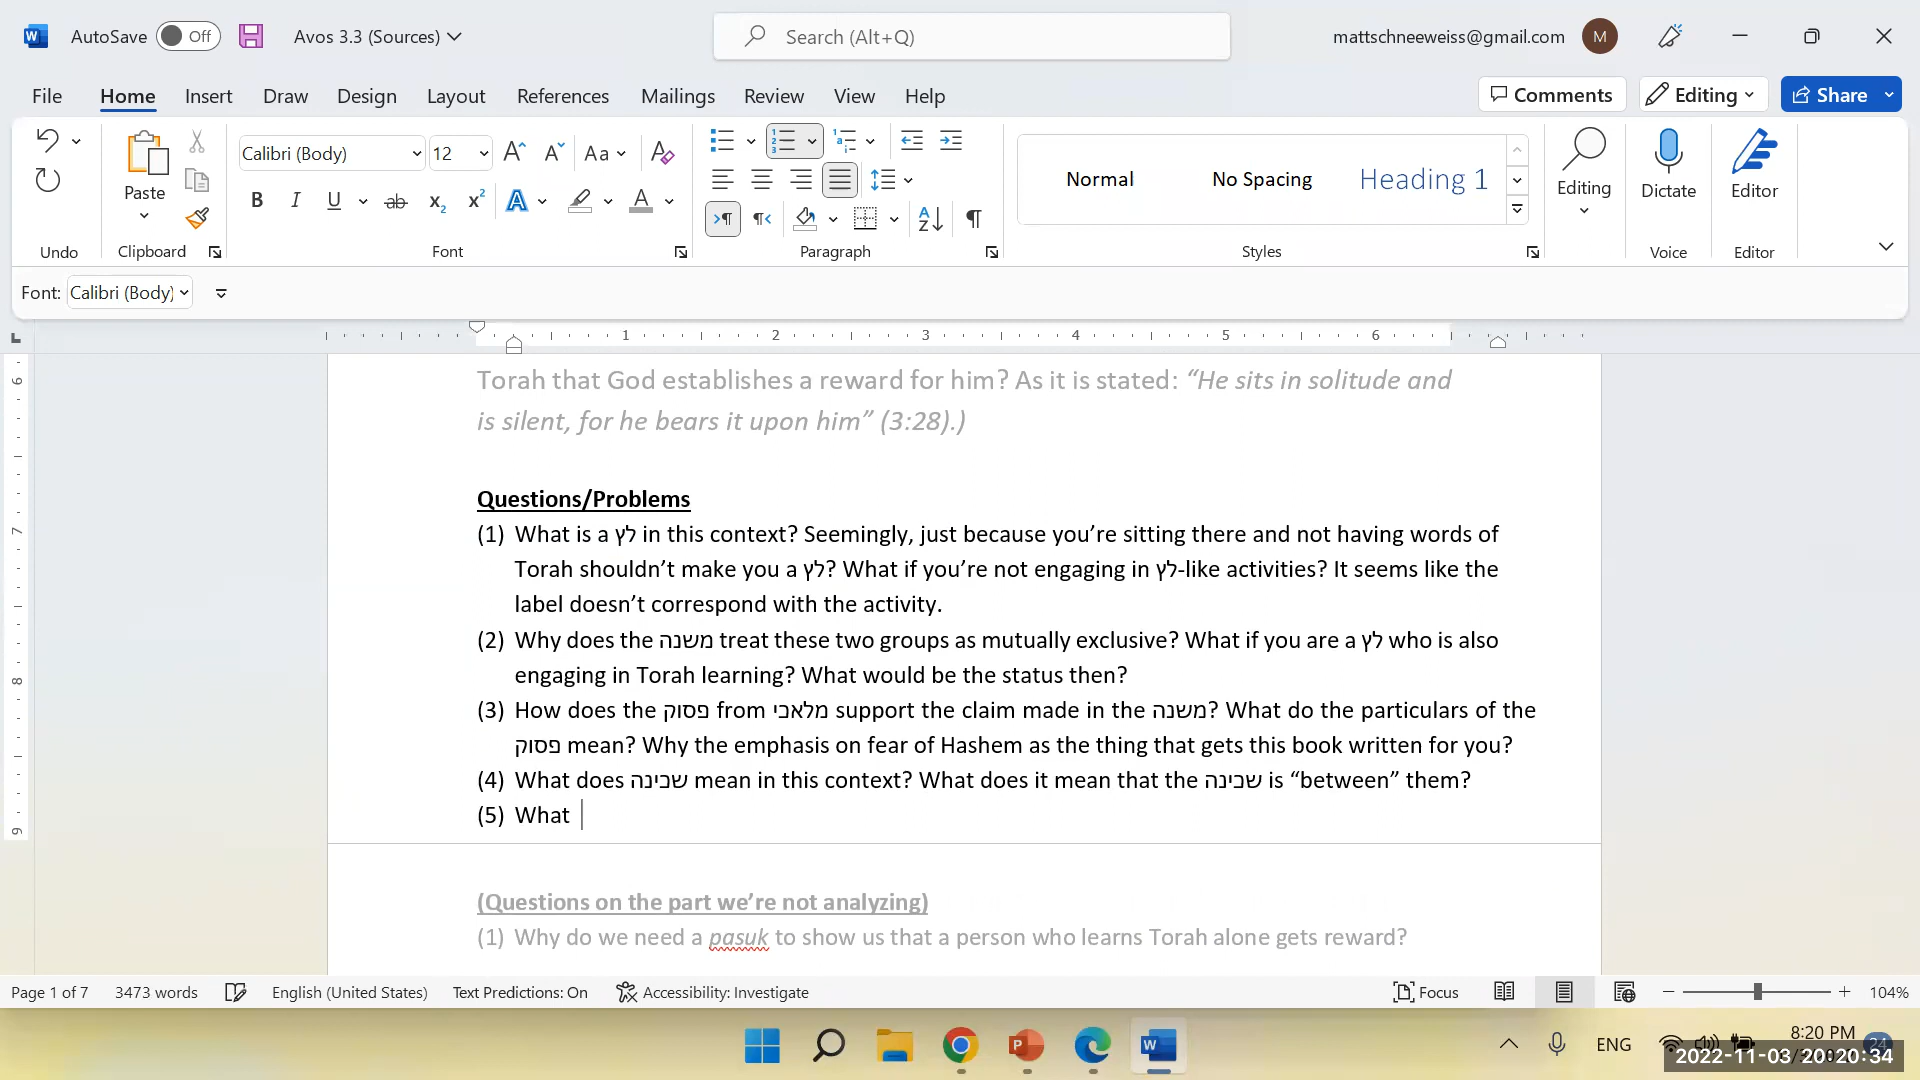 AutoSave Off Avos 3.3 (Sources) Search (Alt+Q) mattschneeweiss@gmail.com M
File Home Insert Draw Design Layout References Mailings Review View Help Comments Editing Share
Calibri (Body) 12 Aa
Paste Normal No Spacing Heading 1 Editing Dictate Editor
Undo Clipboard Font Paragraph Styles Voice Editor
Font: Calibri (Body)
1 2 3 4 5 6
Torah that God establishes a reward for him? As it is stated: “He sits in solitude and
is silent, for he bears it upon him” (3:28).)
Questions/Problems
(1) What is a לץ in this context? Seemingly, just because you’re sitting there and not having words of
Torah shouldn’t make you a לץ? What if you’re not engaging in לץ-like activities? It seems like the
label doesn’t correspond with the activity.
(2) Why does the משנה treat these two groups as mutually exclusive? What if you are a לץ who is also
engaging in Torah learning? What would be the status then?
(3) How does the פסוק from מלאכי support the claim made in the משנה? What do the particulars of the
פסוק mean? Why the emphasis on fear of Hashem as the thing that gets this book written for you?
(4) What does שכינה mean in this context? What does it mean that the שכינה is “between” them?
(5) What
(Questions on the part we’re not analyzing)
(1) Why do we need a pasuk to show us that a person who learns Torah alone gets reward?
Page 1 of 7 3473 words English (United States) Text Predictions: On Accessibility: Investigate Focus 104%
ENG 8:20 PM
2022-11-03 20:20:34